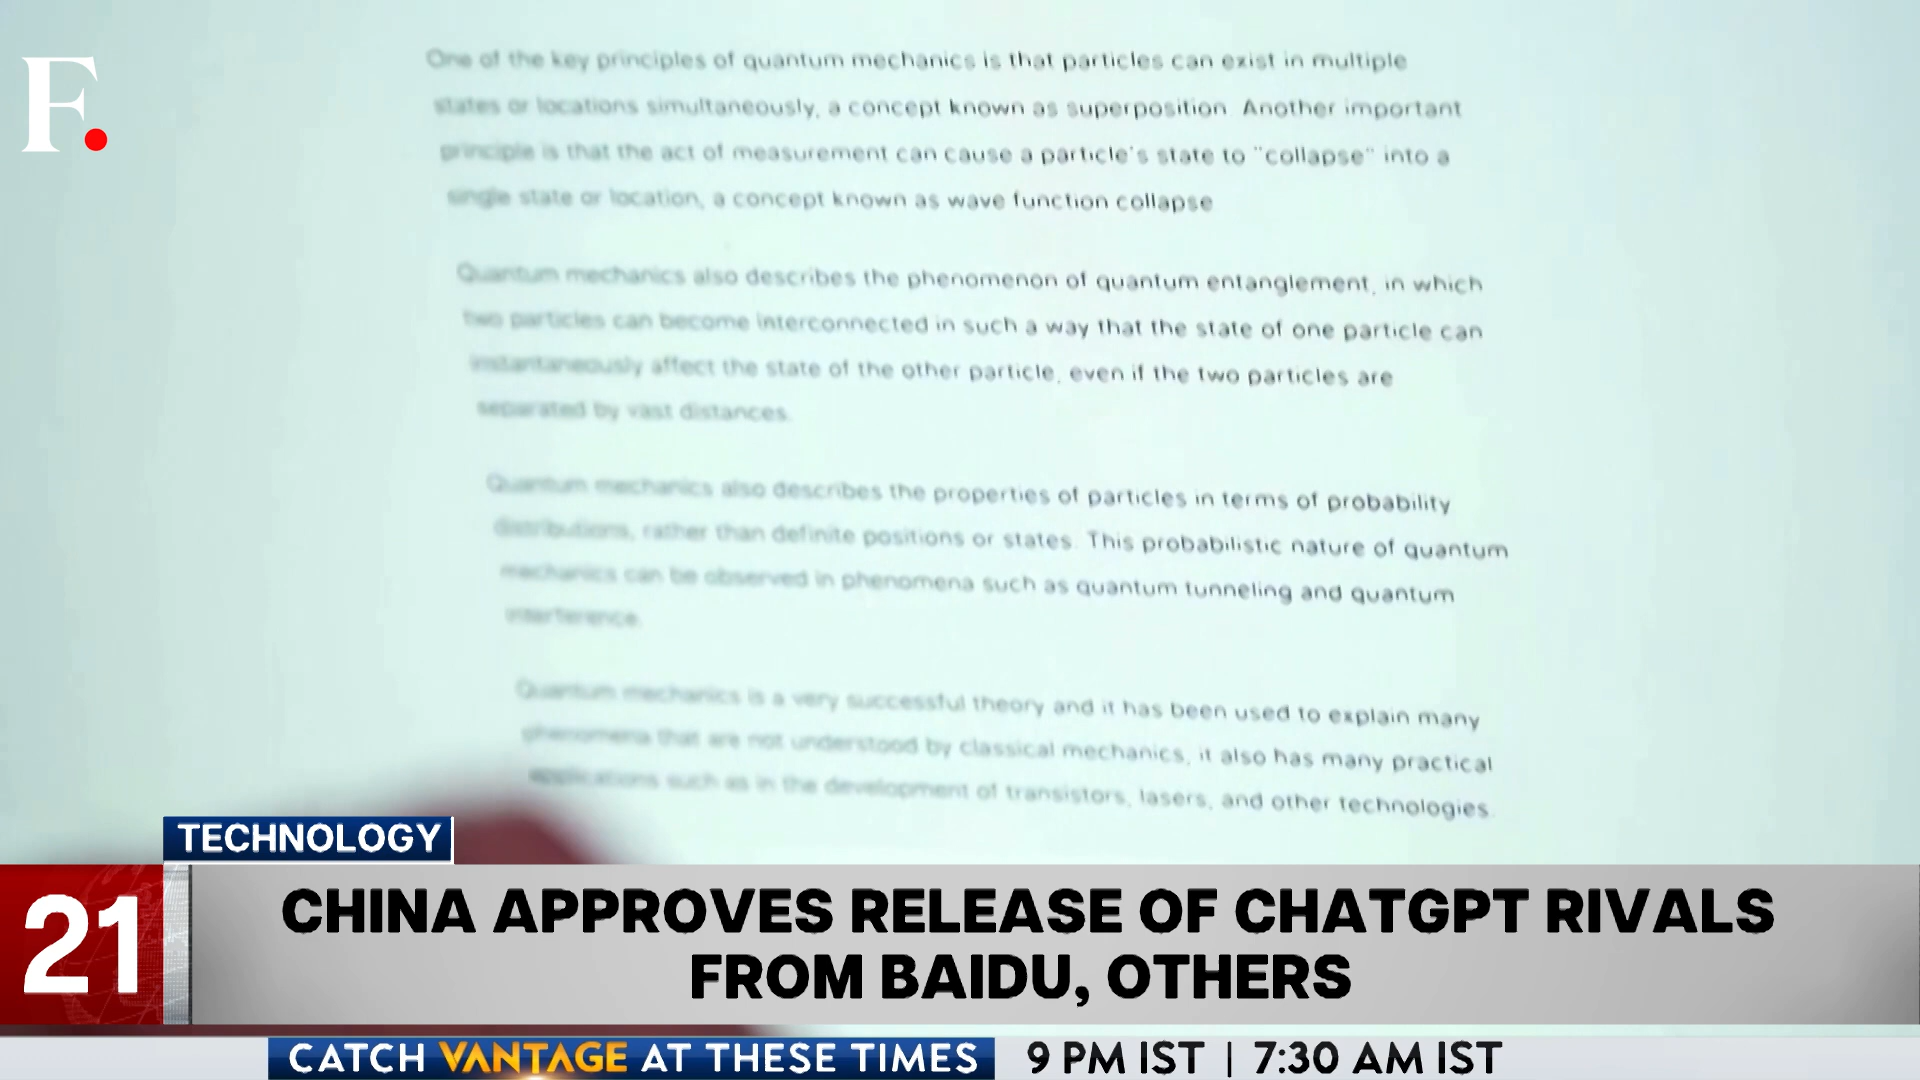 F.
One of the key principles of quantum mechanics is that particles can exist in multiple
states or locations simultaneously, a concept known as superposition. Another important
principle is that the act of measurement can cause a particle's state to "collapse" into a
single state or location, a concept known as wave function collapse
Quantum mechanics also describes the phenomenon of quantum entanglement, in which
two particles can become interconnected in such a way that the state of one particle can
instantaneously affect the state of the other particle, even if the two particles are
separated by vast distances.
Quantum mechanics also describes the properties of particles in terms of probability
distributions, rather than definite positions or states. This probabilistic nature of quantum
mechanics can be observed in phenomena such as quantum tunneling and quantum
interference.
Quantum mechanics is a very successful theory and it has been used to explain many
phenomena that are not understood by classical mechanics, it also has many practical
applications such as in the development of transistors, lasers, and other technologies.
TECHNOLOGY
21
CHINA APPROVES RELEASE OF CHATGPT RIVALS
FROM BAIDU, OTHERS
CATCH VANTAGE AT THESE TIMES 9 PM IST | 7:30 AM IST